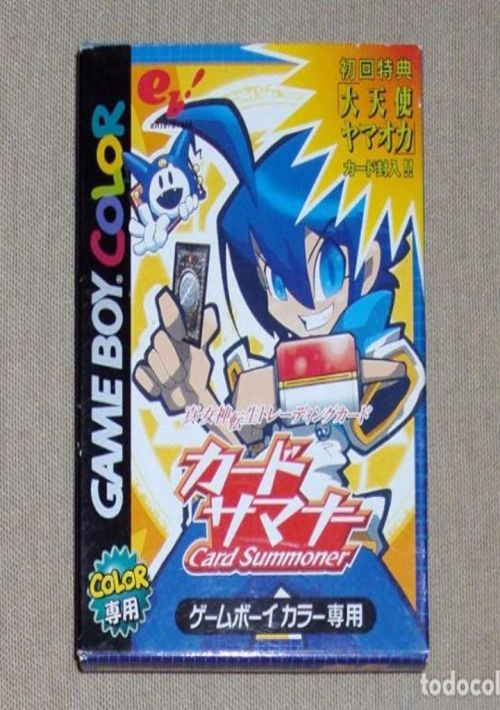 GAME BOY COLOR
eb!
初回特典
大天使
ヤマオカ
カード封入!!
真・女神転生トレーディングカード
カード
サマナー
Card Summoner
COLOR
専用
ゲームボーイカラー専用
todocol